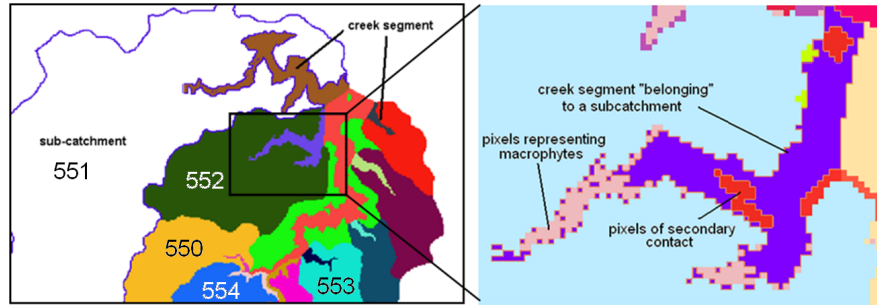 creek segment
sub-catchment
551
552
550
554
553
creek segment "belonging"
to a subcatchment
pixels representing
macrophytes
pixels of secondary
contact